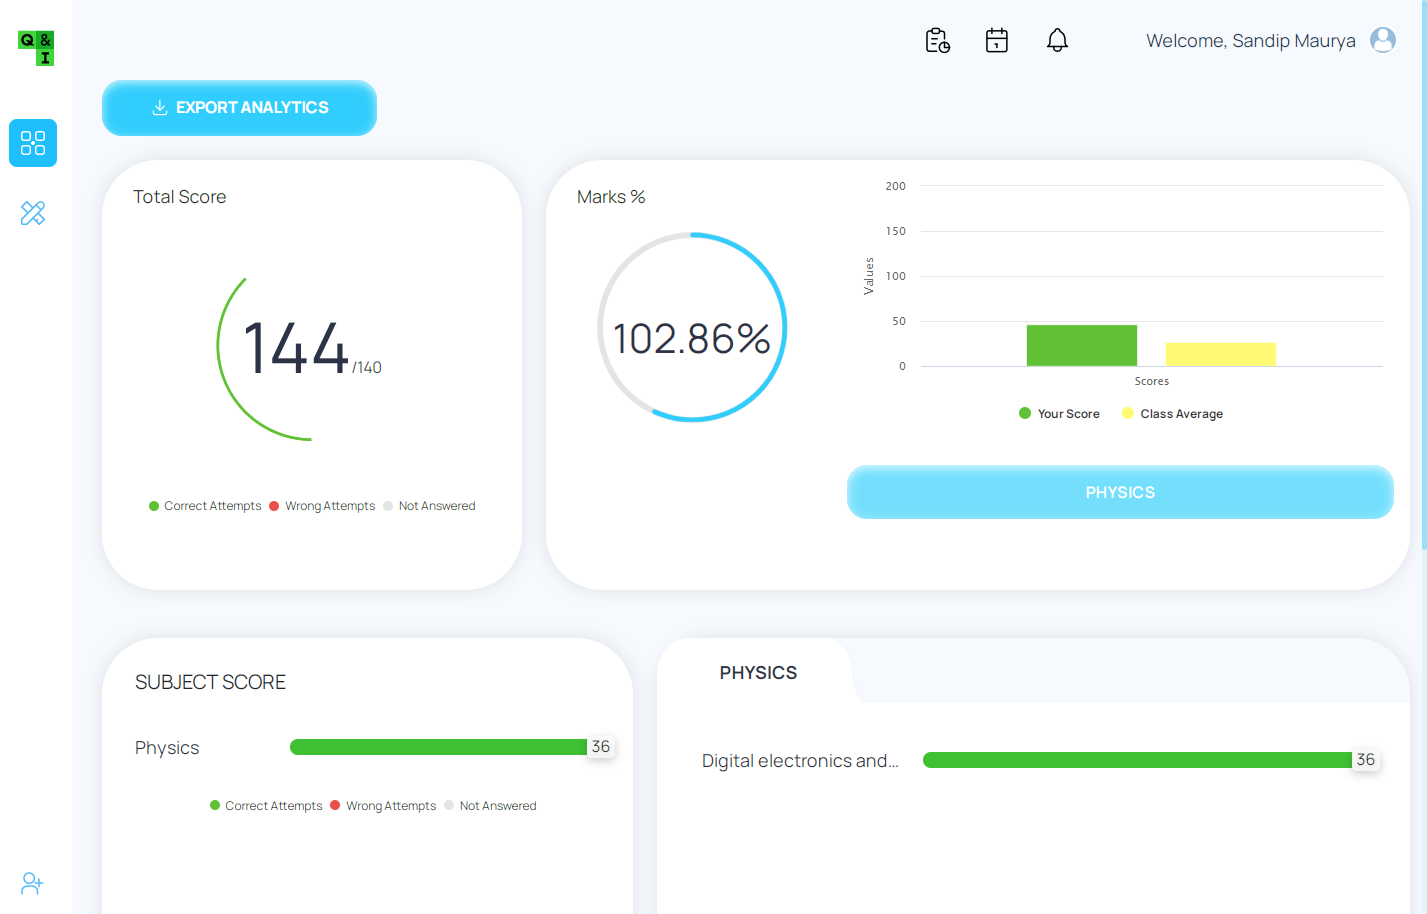 Q &
I
Welcome, Sandip Maurya
EXPORT ANALYTICS
Total Score
144/140
Correct Attempts Wrong Attempts Not Answered
Marks %
102.86%
200
150
100
50
0
Values
Scores
Your Score Class Average
PHYSICS
SUBJECT SCORE
Physics 36
Correct Attempts Wrong Attempts Not Answered
PHYSICS
Digital electronics and... 36